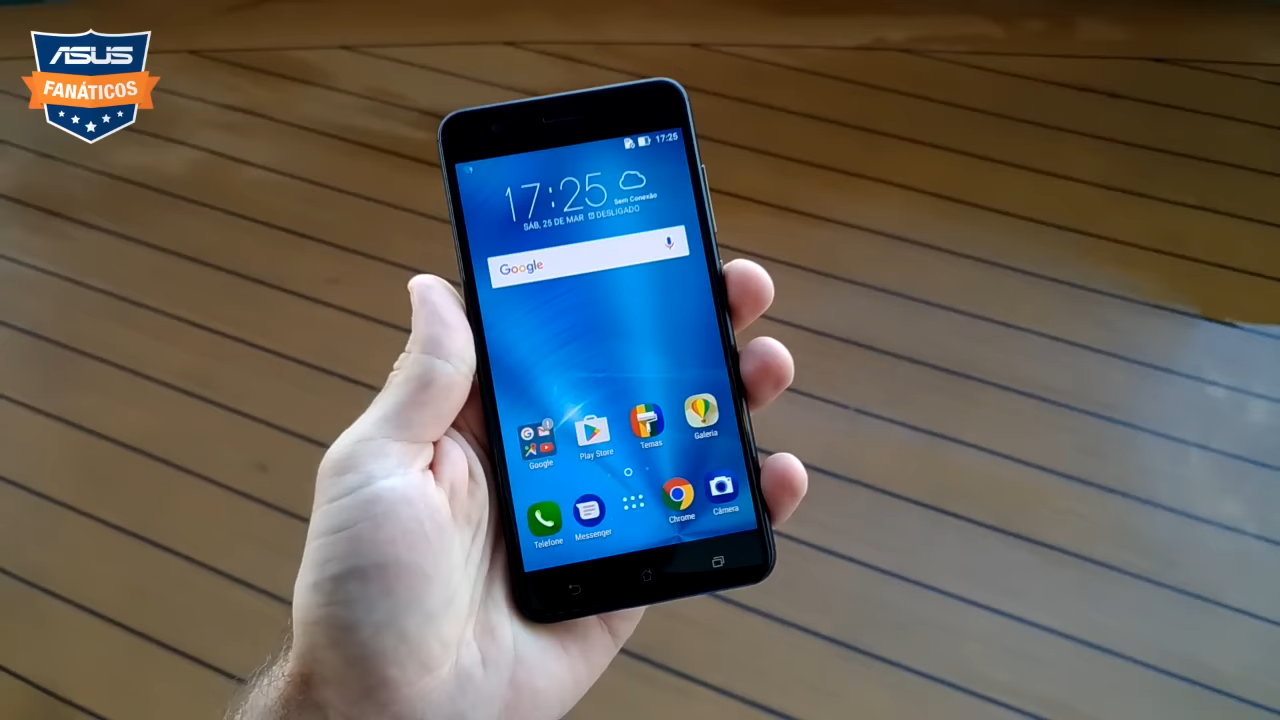 ASUS
FANÁTICOS
17:25
17:25
Sem Conexão
SÁB, 25 DE MAR DESLIGADO
Google
1
Google
Play Store
Temas
Galeria
Telefone
Messenger
Chrome
Câmera